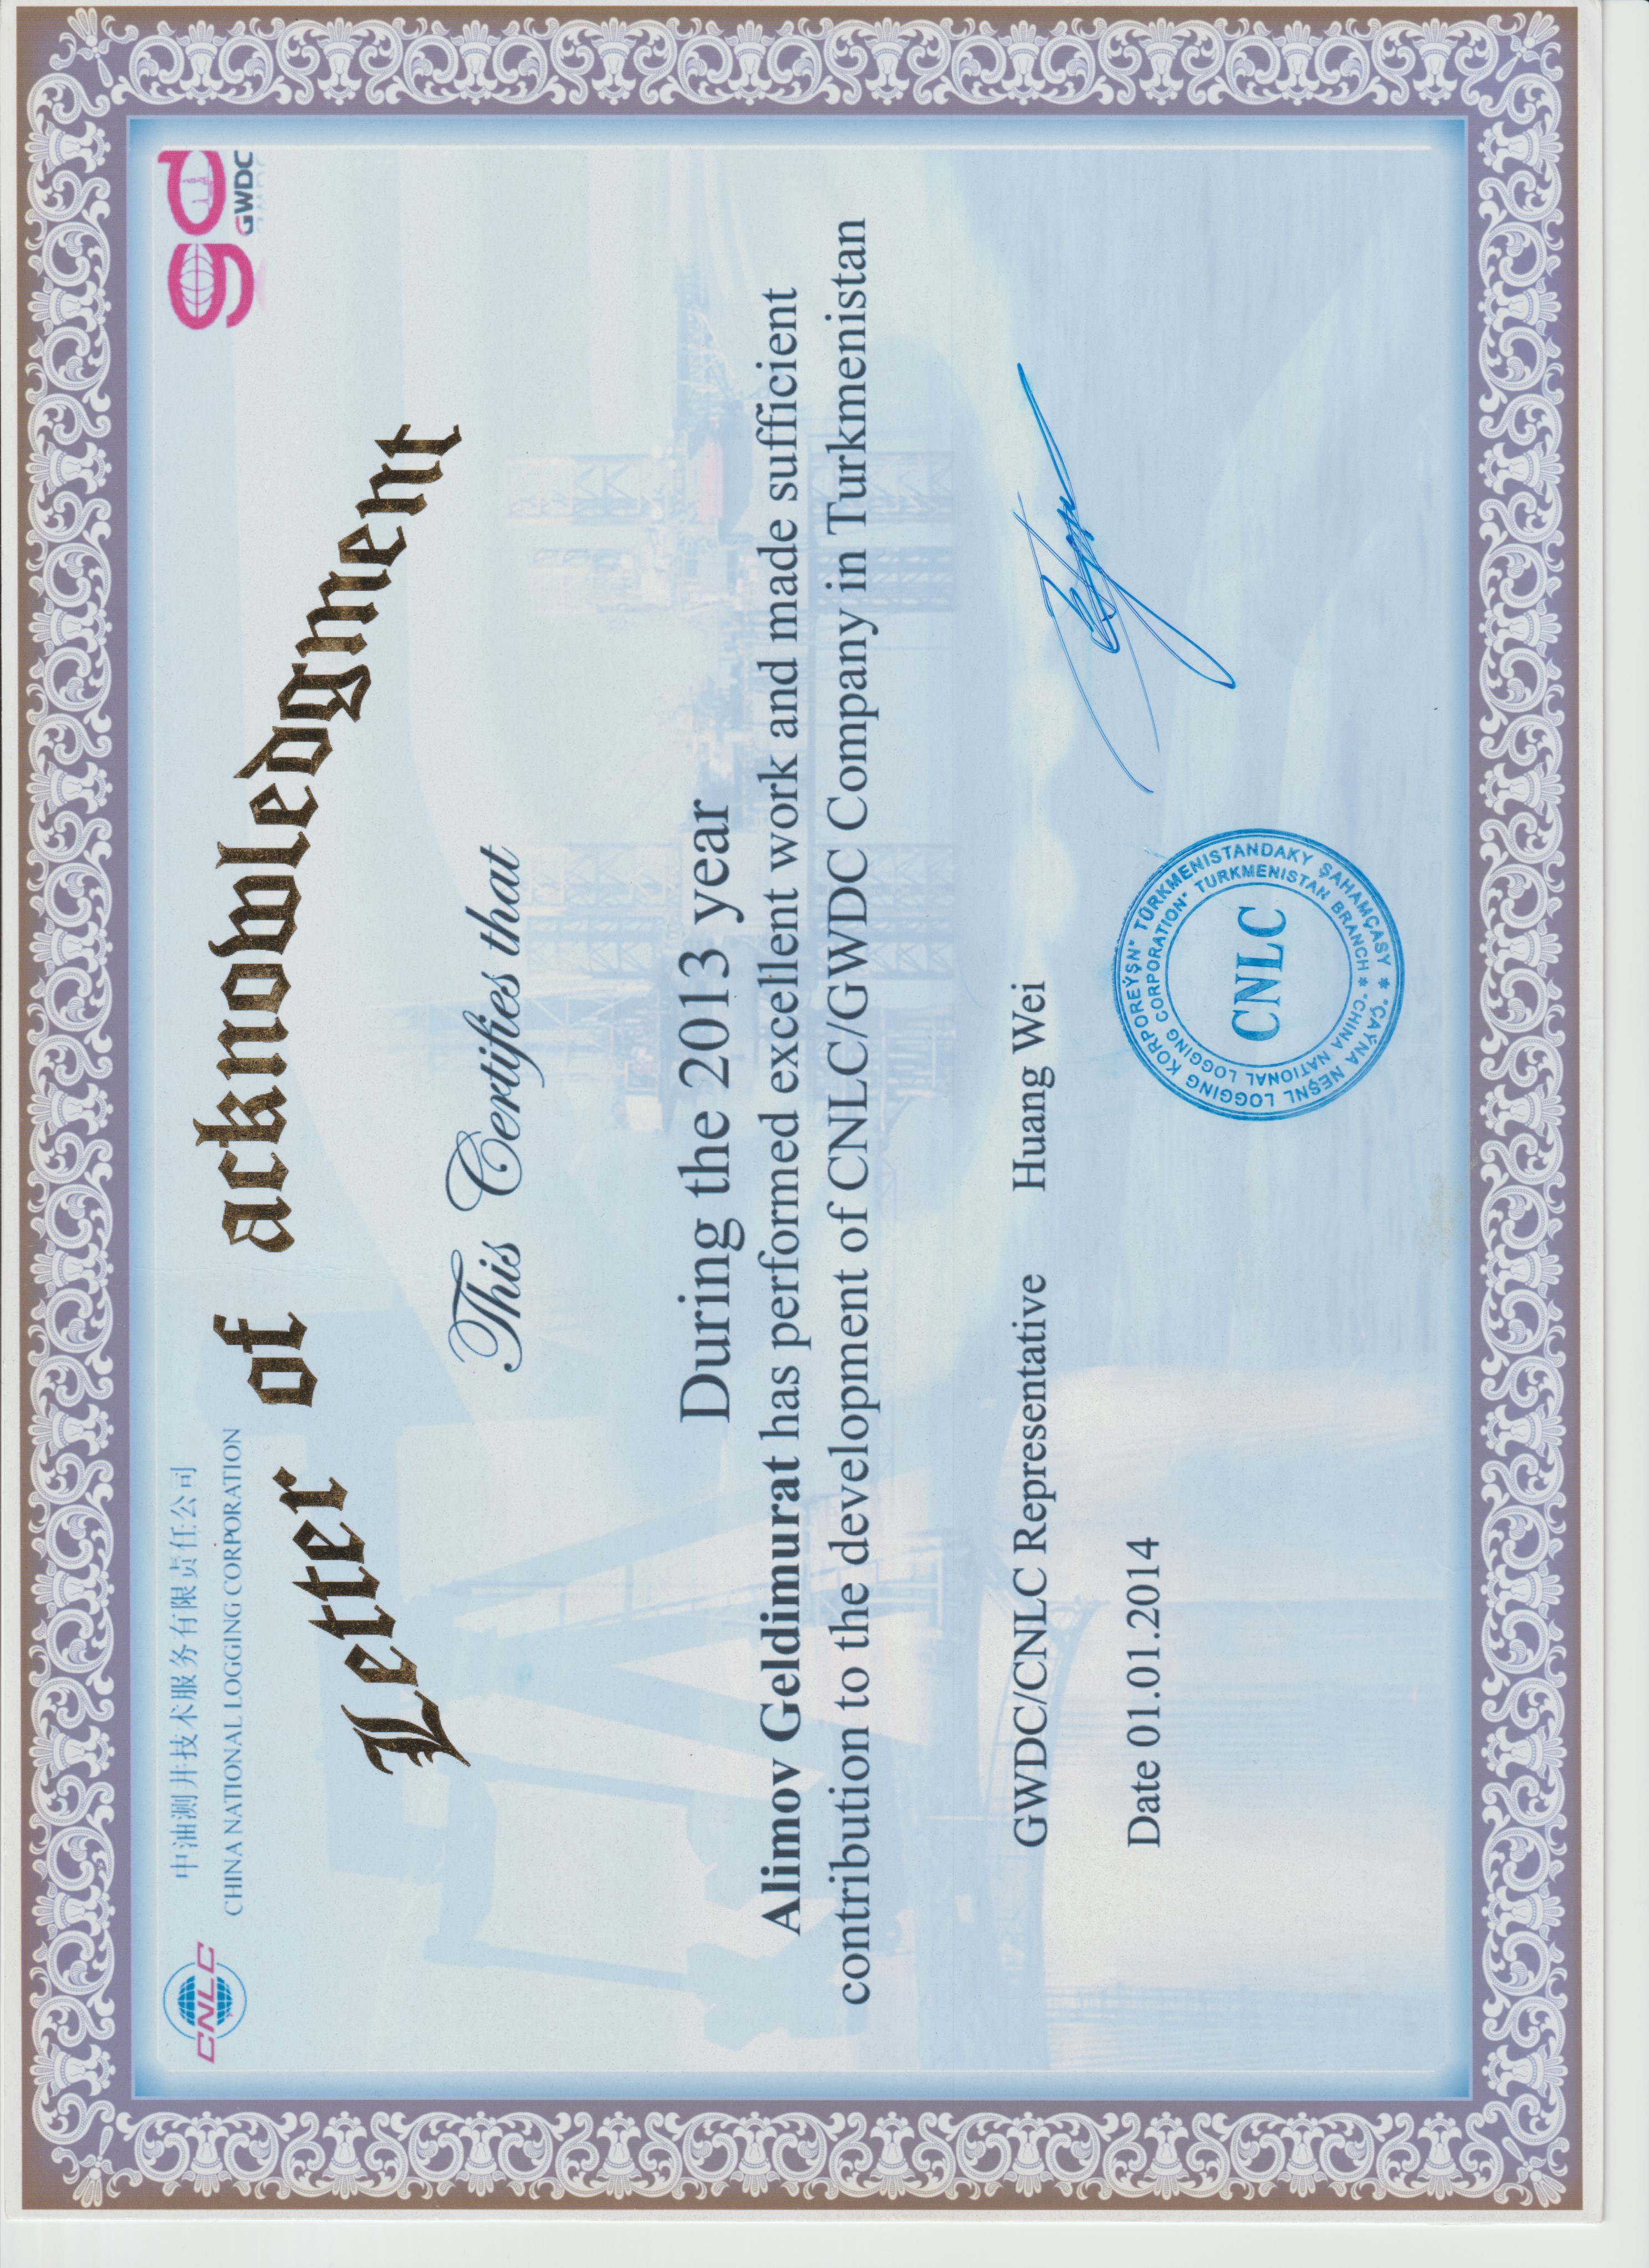 CNLC
中油测井技术服务有限责任公司
CHINA NATIONAL LOGGING CORPORATION
gd
GWDC
Letter of acknowledgment
This Certifies that
During the 2013 year
Alimov Geldimurat has performed excellent work and made sufficient
contribution to the development of CNLC/GWDC Company in Turkmenistan
GWDC/CNLC Representative Huang Wei
Date 01.01.2014
"ÇAÝNA NEŞNL LOGGING KORPOREÝŞN" TÜRKMENISTANDAKY ŞAHAMÇASY *
"CHINA NATIONAL LOGGING CORPORATION" TURKMENISTAN BRANCH *
CNLC